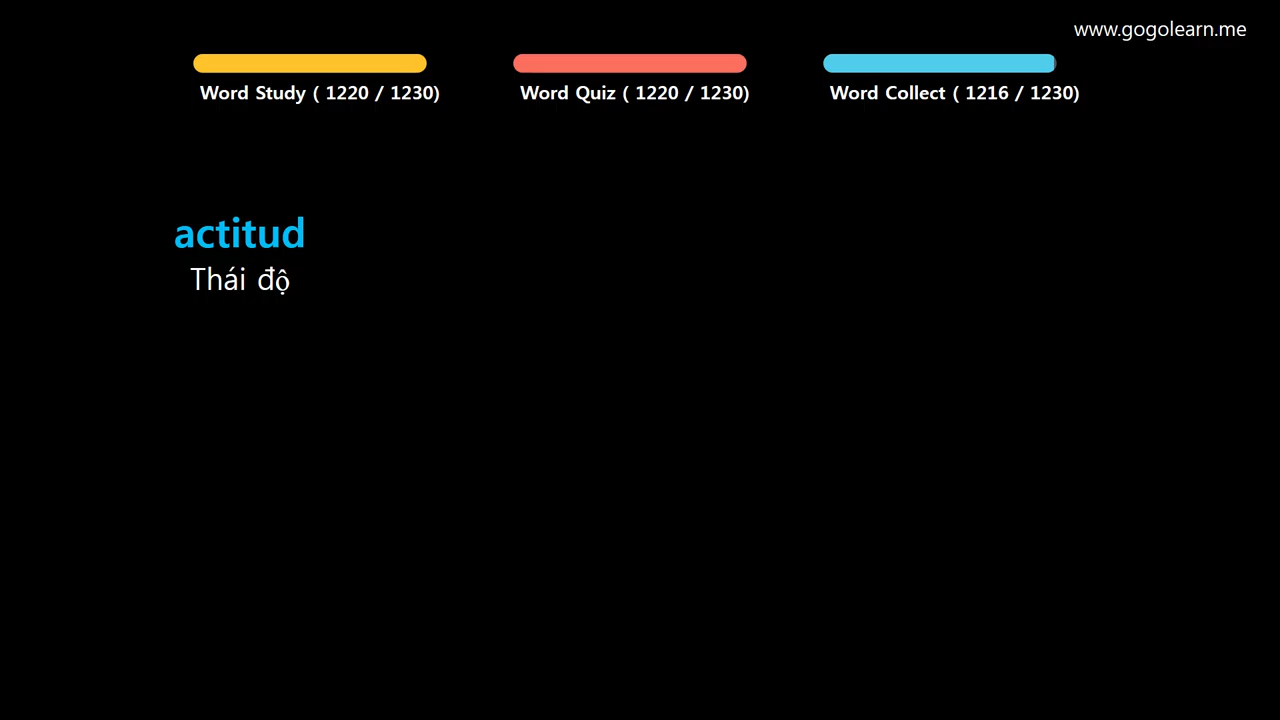 www.gogolearn.me
Word Study ( 1220 / 1230)
Word Quiz ( 1220 / 1230)
Word Collect ( 1216 / 1230)
actitud
Thái độ